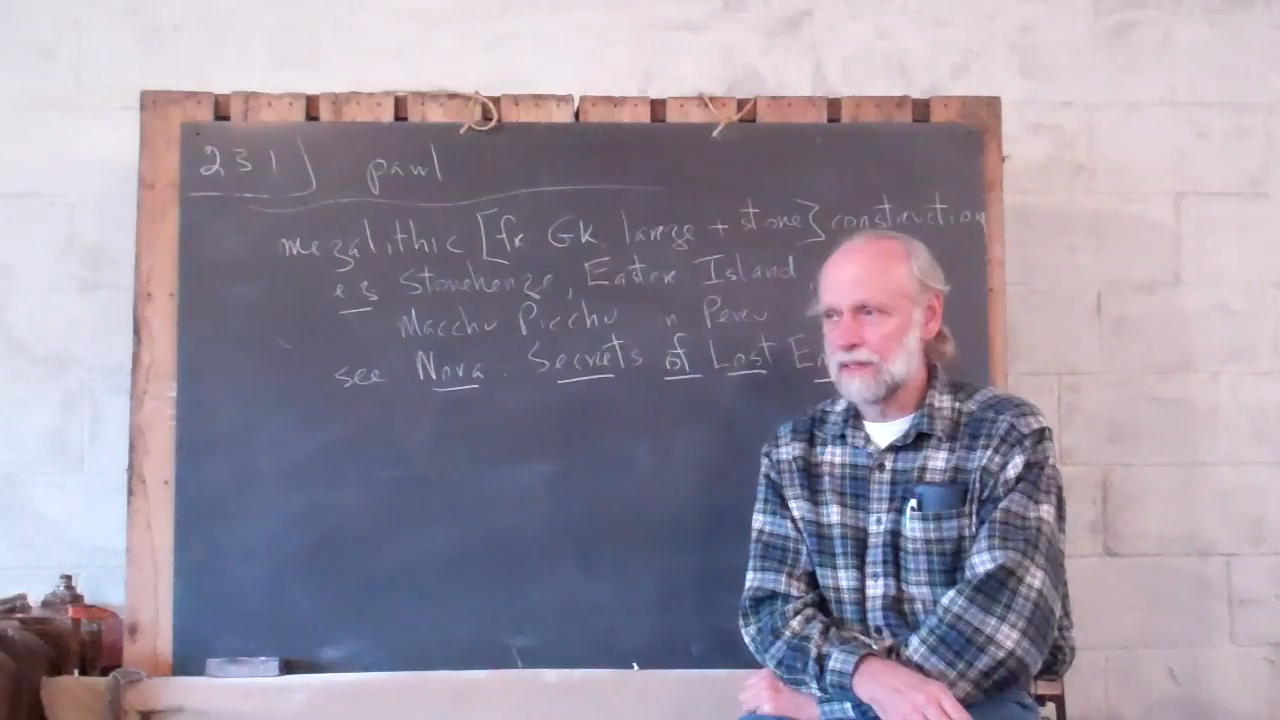 231) pawl
megalithic [fr Gk. large + stone] construction
eg Stonehenge, Easter Island,
Macchu Picchu in Peru
see Nova. Secrets of Lost